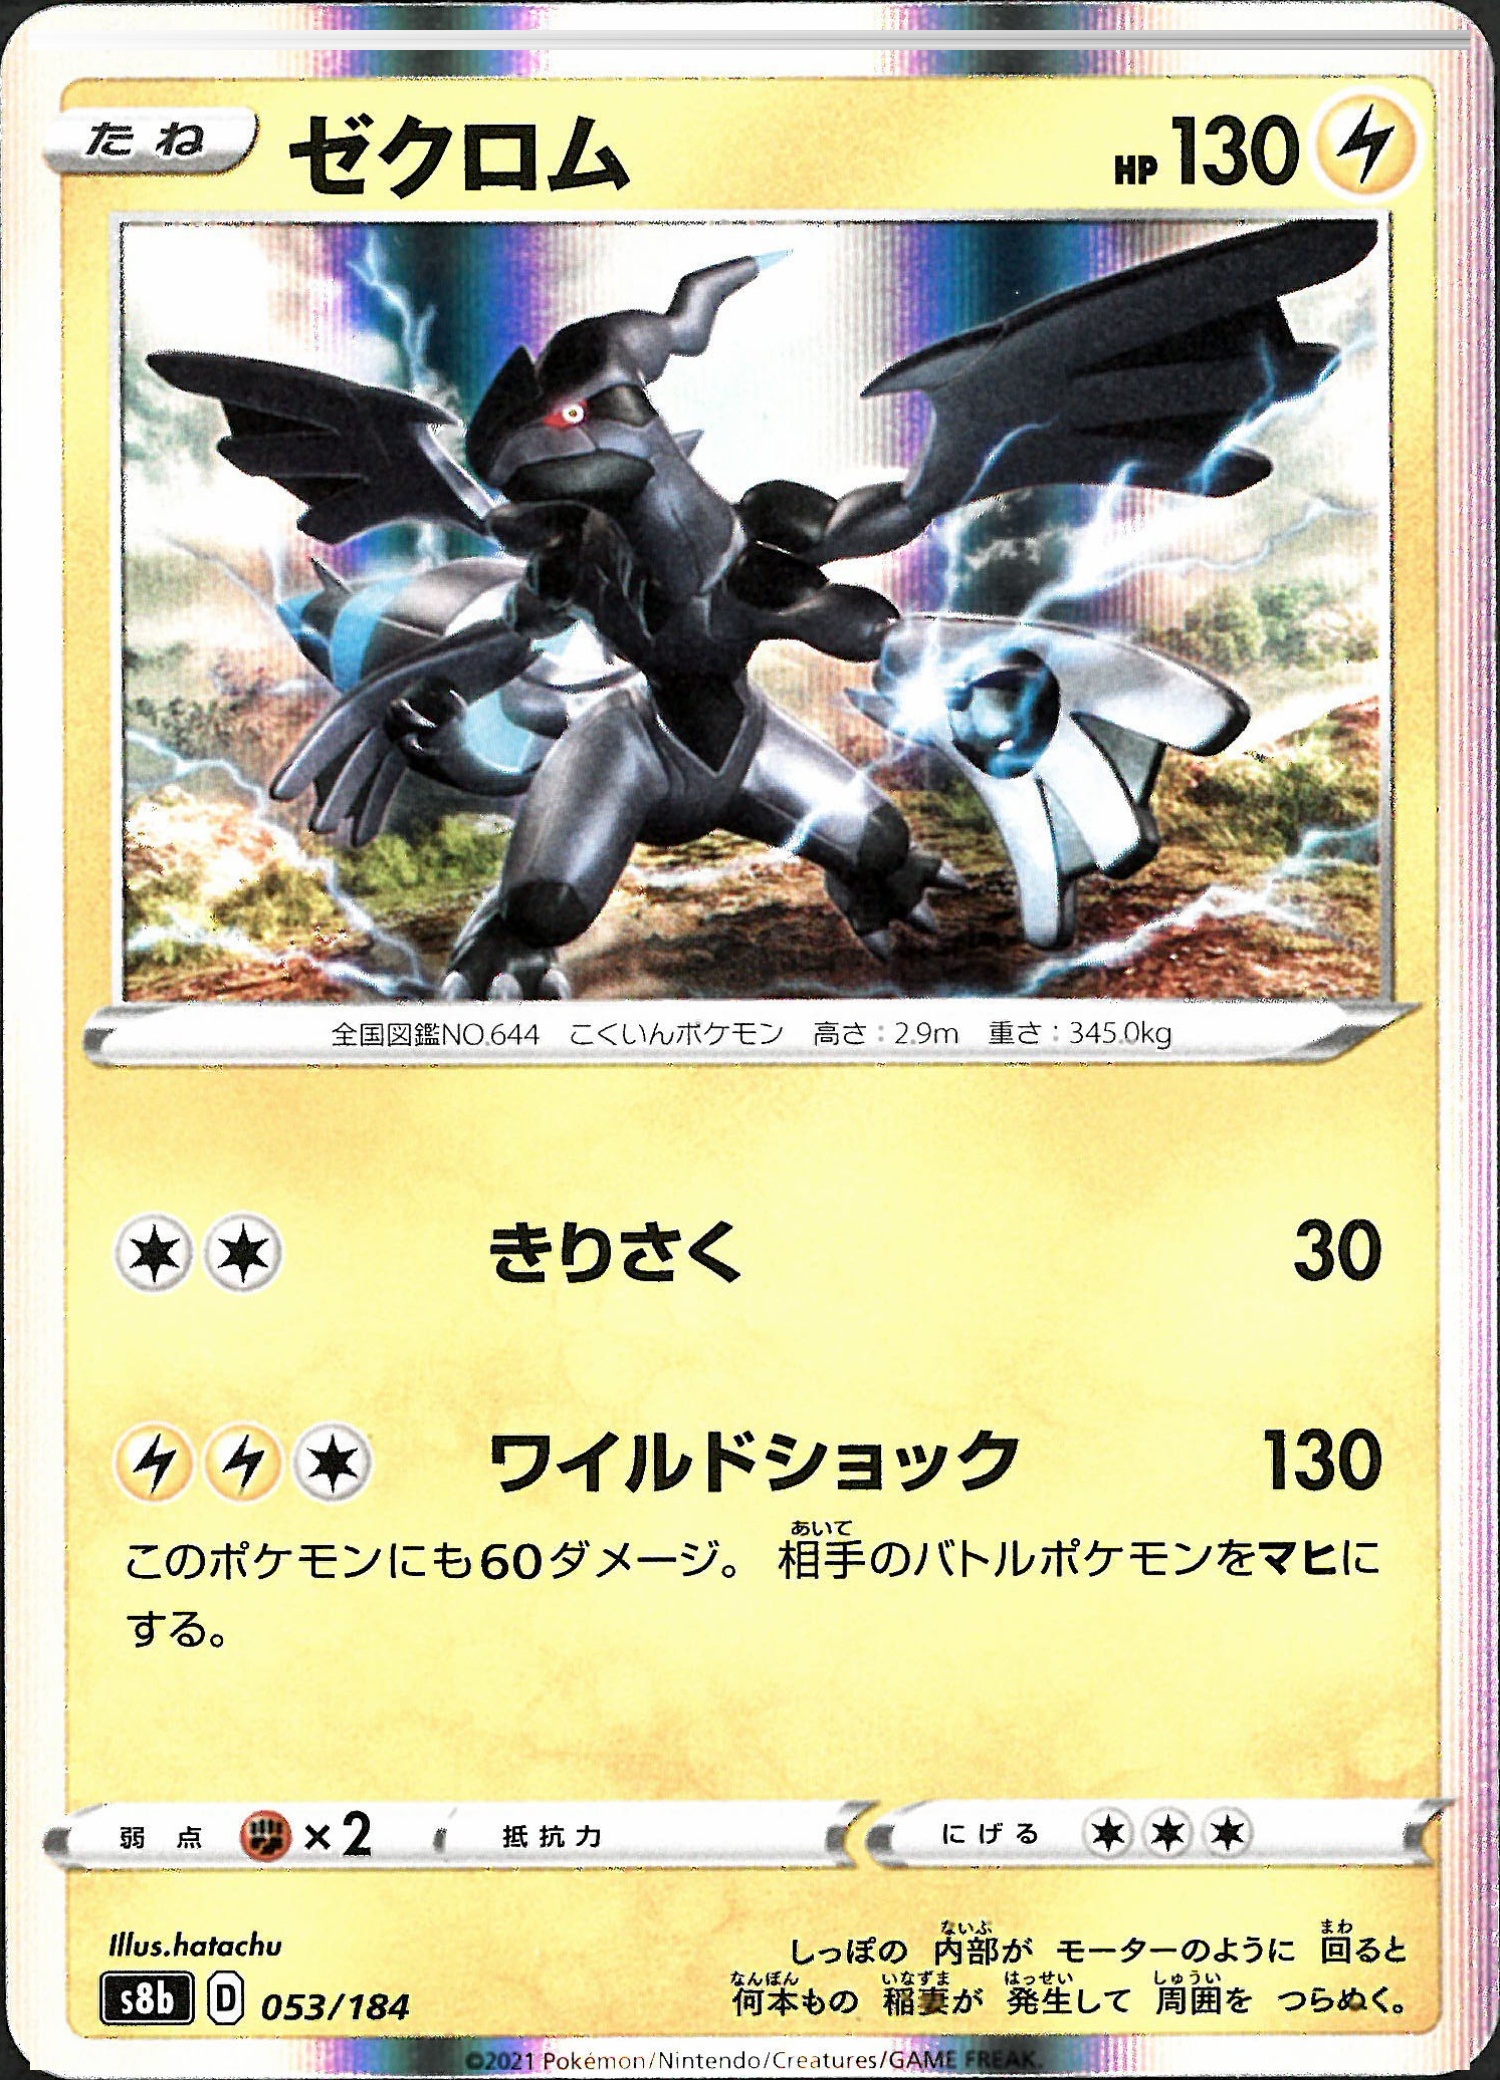 たね ゼクロム HP 130
全国図鑑NO.644 こくいんポケモン 高さ:2.9m 重さ:345.0kg
きりさく 30
ワイルドショック 130
あいて
このポケモンにも60ダメージ。 相手のバトルポケモンをマヒに
する。
弱点 ×2 抵抗力 にげる
Illus.hatachu
ないぶ まわ
しっぽの 内部が モーターのように 回ると
なんぼん いなずま はっせい しゅうい
何本もの 稲妻が 発生して 周囲を つらぬく。
s8b D 053/184
©2021 Pokémon/Nintendo/Creatures/GAME FREAK.